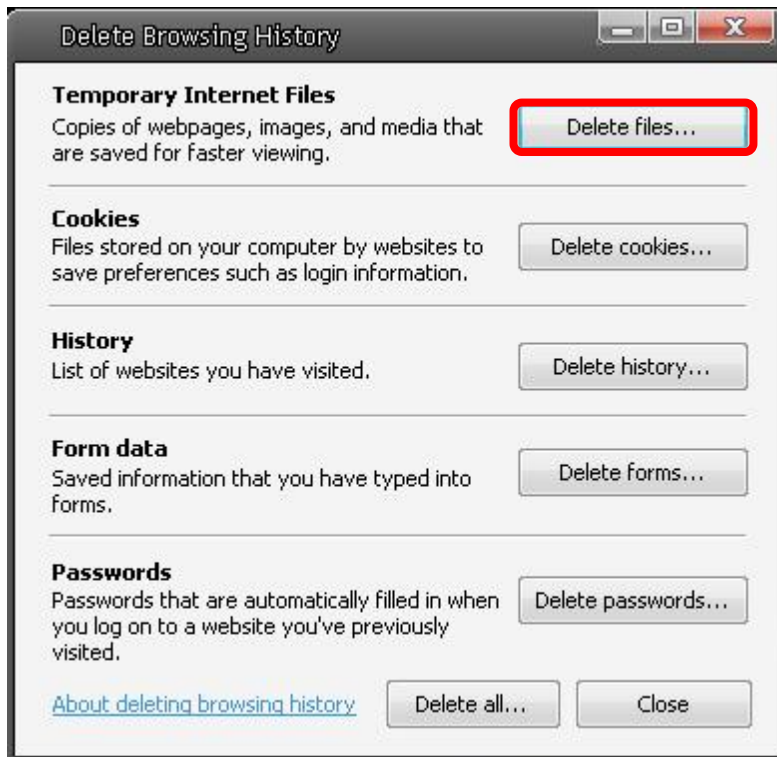 Delete Browsing History
Temporary Internet Files
Copies of webpages, images, and media that
are saved for faster viewing.
Delete files...
Cookies
Files stored on your computer by websites to
save preferences such as login information.
Delete cookies...
History
List of websites you have visited.
Delete history...
Form data
Saved information that you have typed into
forms.
Delete forms...
Passwords
Passwords that are automatically filled in when
you log on to a website you've previously
visited.
Delete passwords...
About deleting browsing history
Delete all...
Close